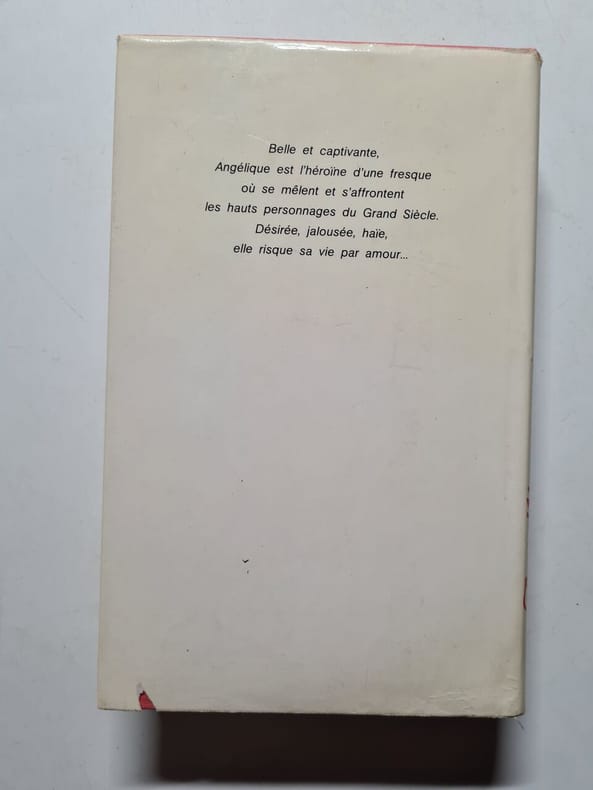 Belle et captivante,
Angélique est l'héroïne d'une fresque
où se mêlent et s'affrontent
les hauts personnages du Grand Siècle.
Désirée, jalousée, haïe,
elle risque sa vie par amour...